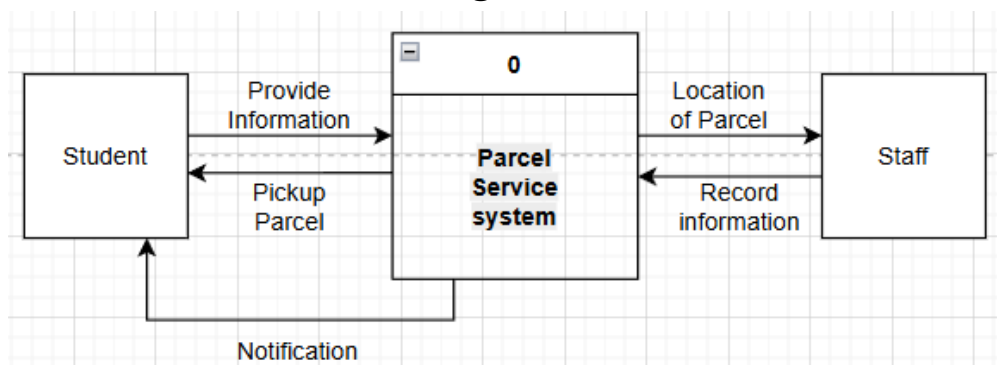 0
Provide
Information
Location
of Parcel
Student
Parcel
Service
system
Staff
Pickup
Parcel
Record
information
Notification